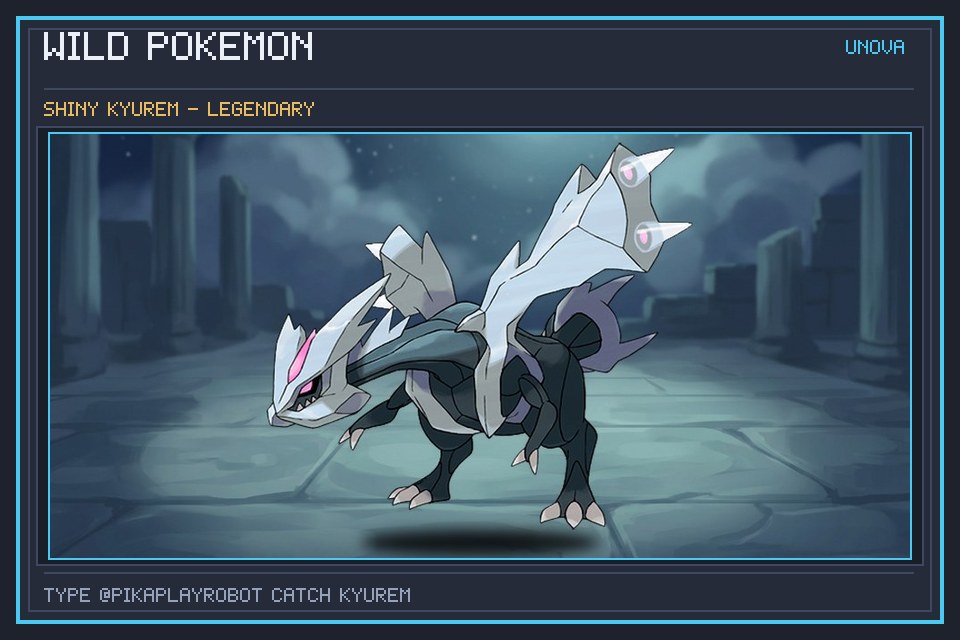 WILD POKEMON
UNOVA
SHINY KYUREM - LEGENDARY
TYPE @PIKAPLAYROBOT CATCH KYUREM